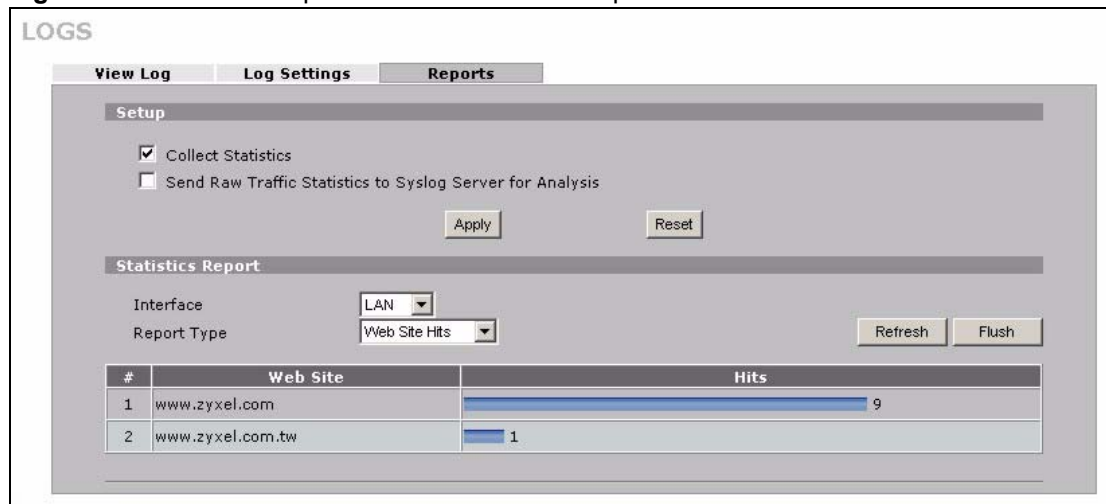 LOGS
View Log Log Settings Reports
Setup
Collect Statistics
Send Raw Traffic Statistics to Syslog Server for Analysis
Apply Reset
Statistics Report
Interface LAN
Report Type Web Site Hits Refresh Flush
# Web Site Hits
1 www.zyxel.com 9
2 www.zyxel.com.tw 1